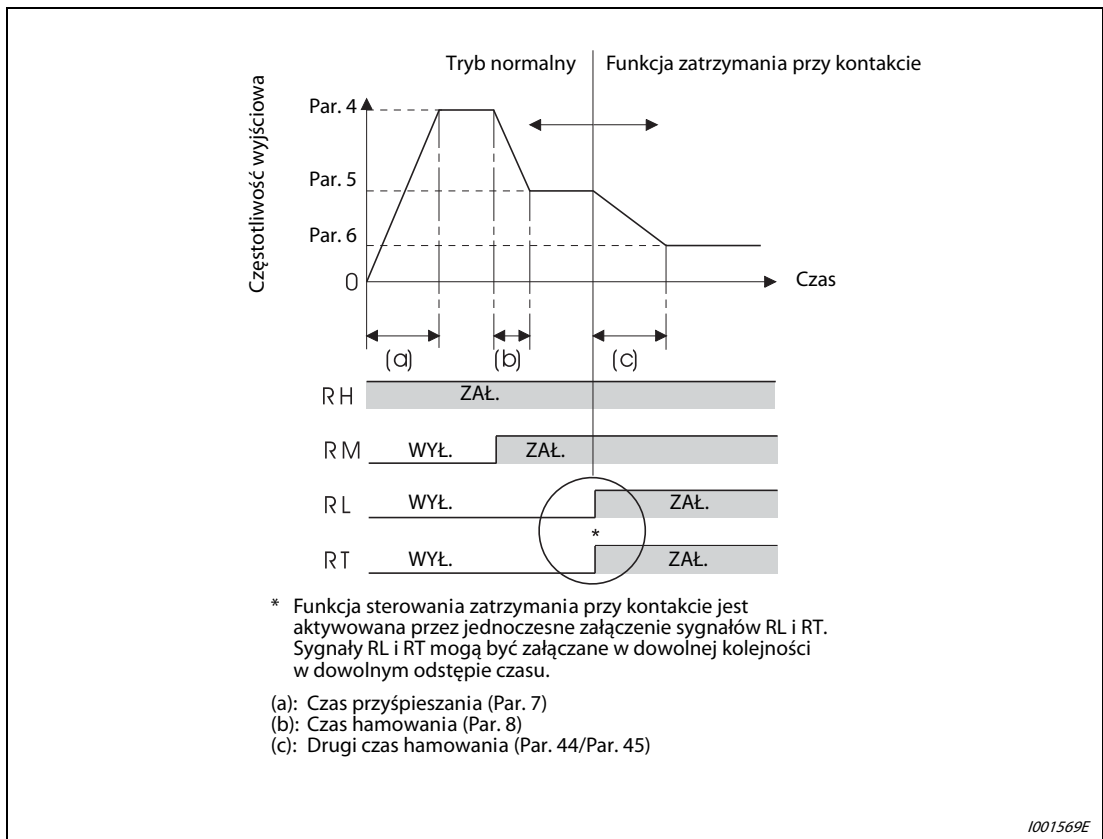 Tryb normalny
Funkcja zatrzymania przy kontakcie
Częstotliwość wyjściowa
Par. 4
Par. 5
Par. 6
0
Czas
(a)
(b)
(c)
RH
ZAŁ.
RM
WYŁ.
ZAŁ.
RL
WYŁ.
ZAŁ.
*
RT
WYŁ.
ZAŁ.
* Funkcja sterowania zatrzymania przy kontakcie jest
aktywowana przez jednoczesne załączenie sygnałów RL i RT.
Sygnały RL i RT mogą być załączane w dowolnej kolejności
w dowolnym odstępie czasu.
(a): Czas przyśpieszania (Par. 7)
(b): Czas hamowania (Par. 8)
(c): Drugi czas hamowania (Par. 44/Par. 45)
I001569E